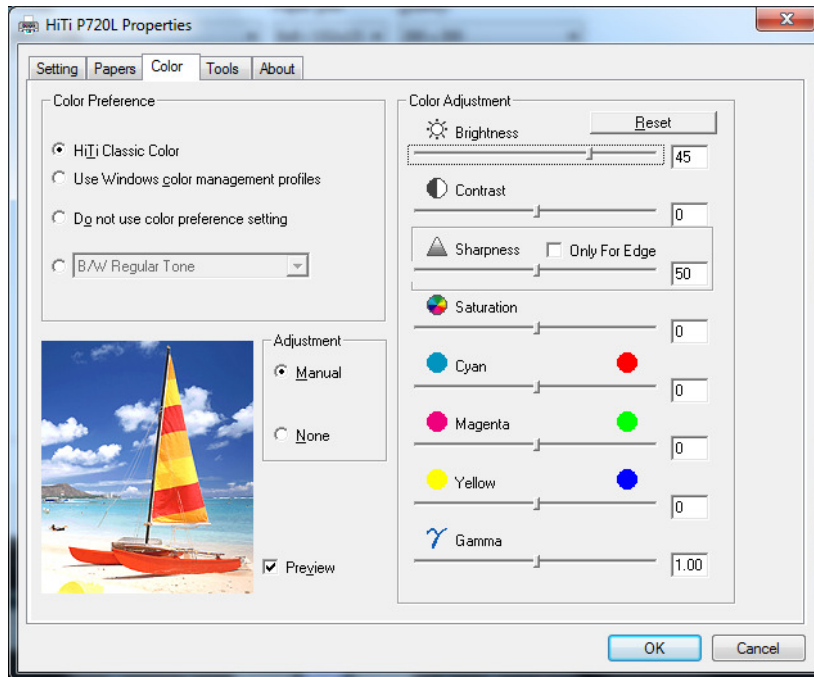 HiTi P720L Properties
Setting Papers Color Tools About
Color Preference
HiTi Classic Color
Use Windows color management profiles
Do not use color preference setting
B/W Regular Tone
Adjustment
Manual
None
Preview
Color Adjustment
Reset
Brightness
45
Contrast
0
Sharpness Only For Edge
50
Saturation
0
Cyan
0
Magenta
0
Yellow
0
Gamma
1.00
OK Cancel